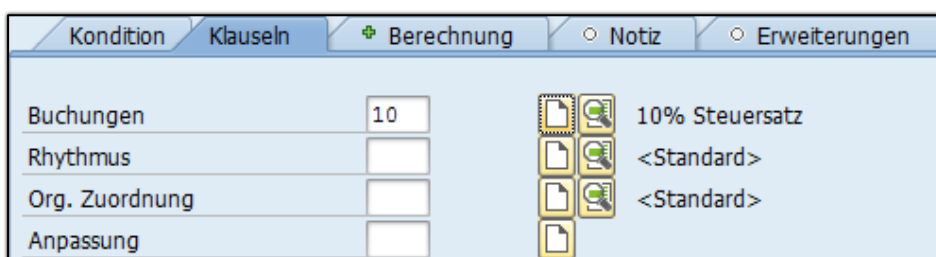 Kondition Klauseln Berechnung Notiz Erweiterungen
Buchungen 10 10% Steuersatz
Rhythmus <Standard>
Org. Zuordnung <Standard>
Anpassung